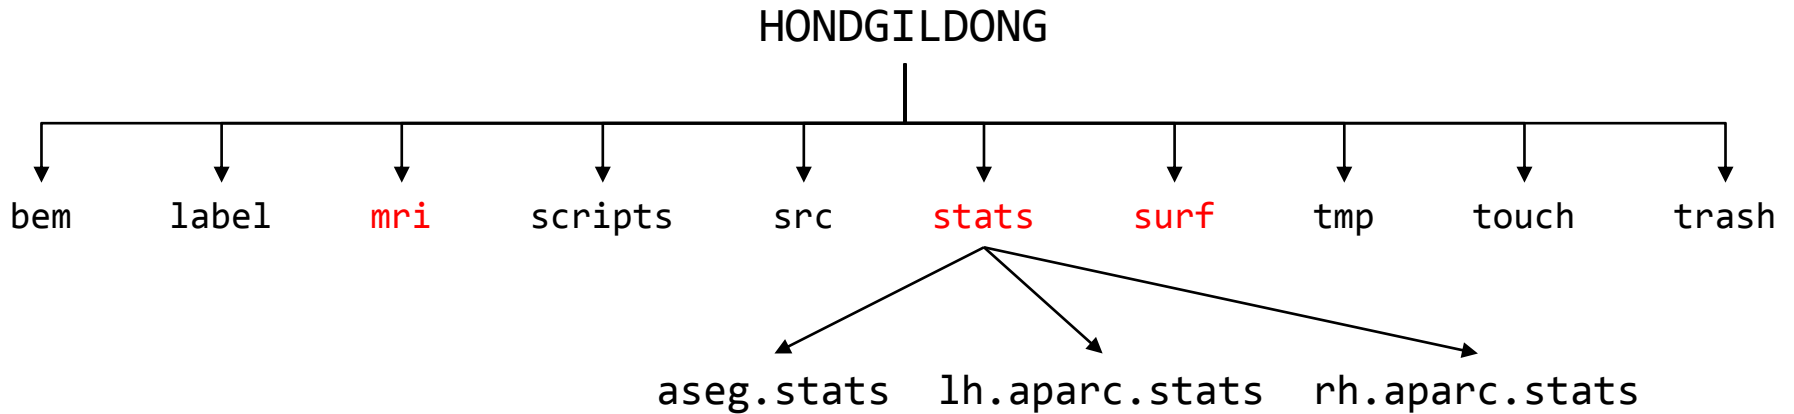 HONDGILDONG
bem label mri scripts src stats surf tmp touch trash
aseg.stats lh.aparc.stats rh.aparc.stats